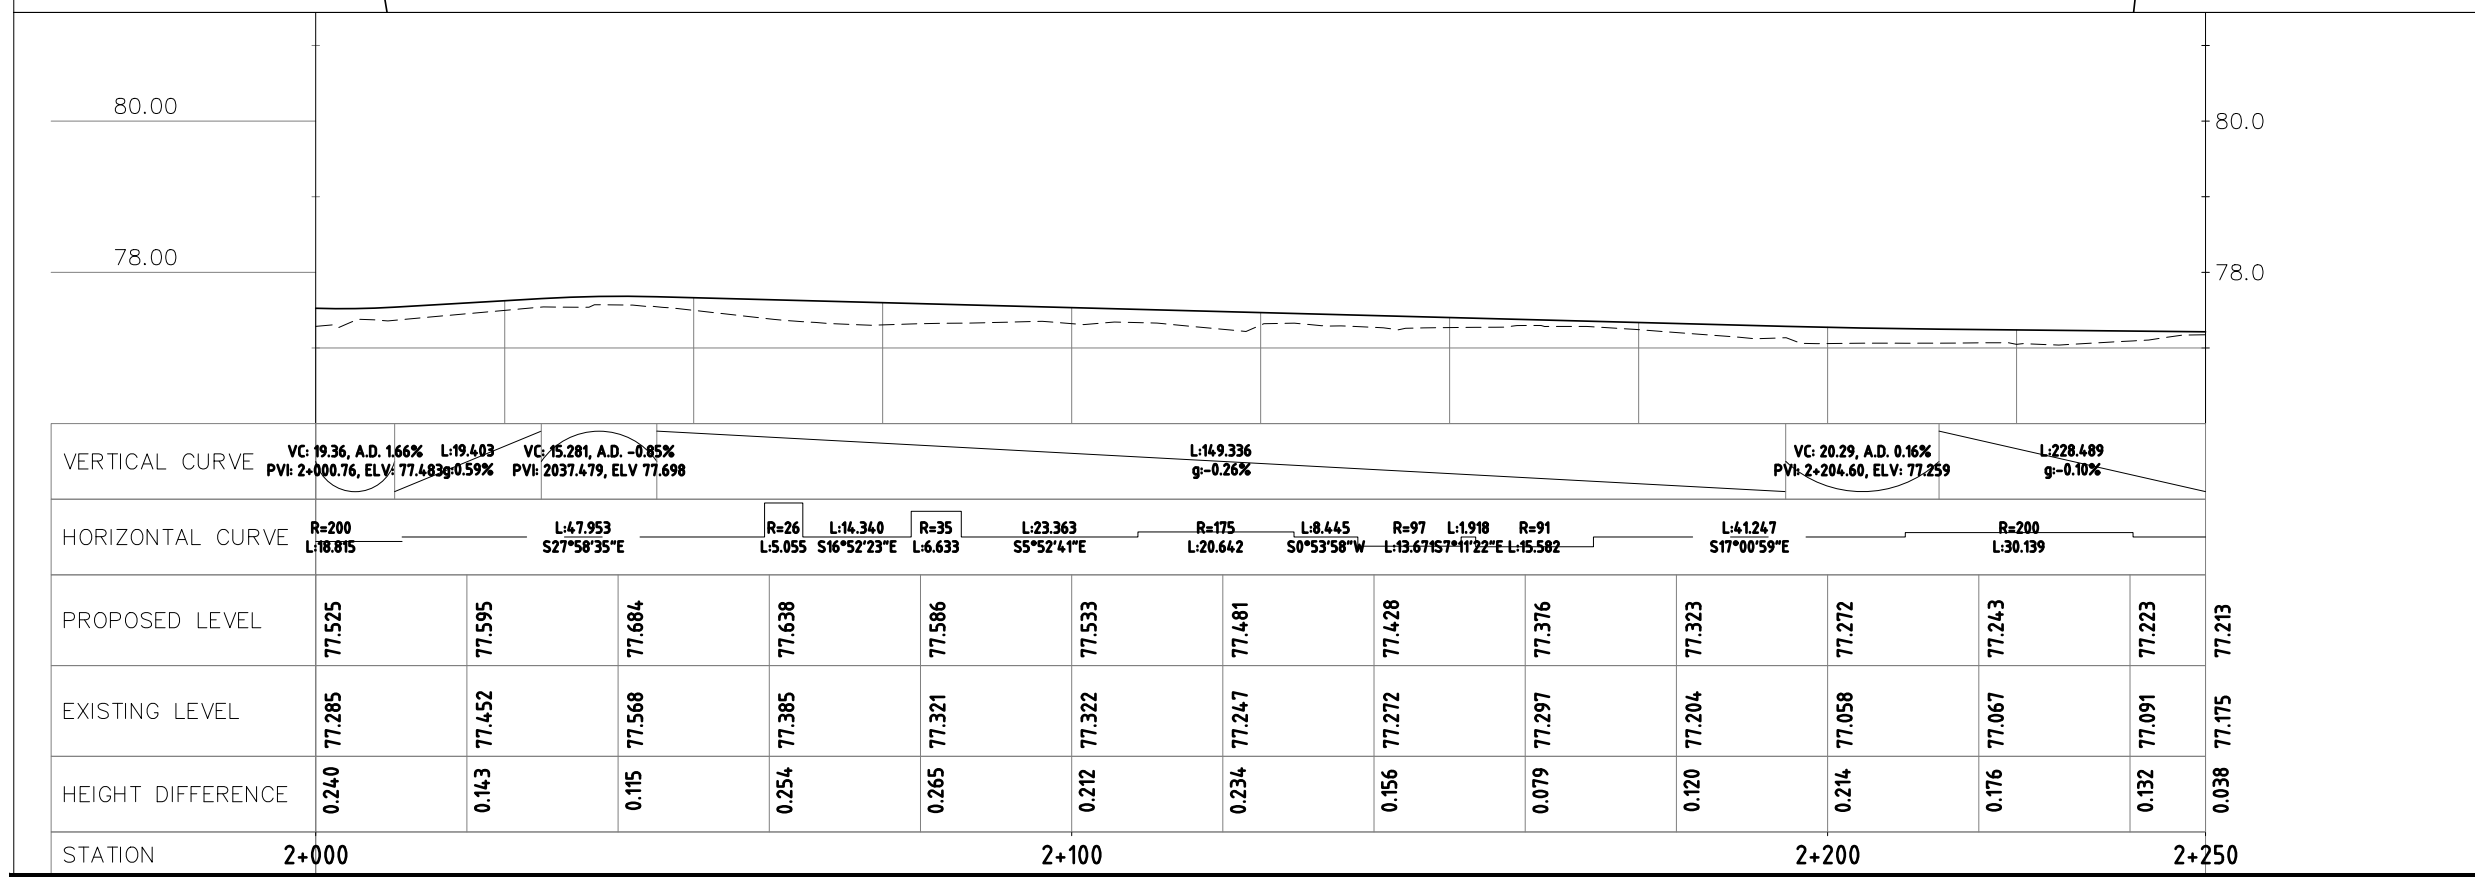 80.00
80.0
78.00
78.0
VERTICAL CURVE
VC: 19.36, A.D. 1.66%
PVI: 2+000.76, ELV: 77.483
L:19.403
g:0.59%
VC: 15.281, A.D. -0.85%
PVI: 2037.479, ELV 77.698
L:149.336
g:-0.26%
VC: 20.29, A.D. 0.16%
PVI: 2+204.60, ELV: 77.259
L:228.489
g:-0.10%
HORIZONTAL CURVE
R=200
L:18.815
L:47.953
S27°58'35"E
R=26
L:5.055
L:14.340
S16°52'23"E
R=35
L:6.633
L:23.363
S5°52'41"E
R=175
L:20.642
L:8.445
S0°53'58"W
R=97
L:13.671
L:1.918
S7°11'22"E
R=91
L:15.582
L:41.247
S17°00'59"E
R=200
L:30.139
PROPOSED LEVEL 77.525 77.595 77.684 77.638 77.586 77.533 77.481 77.428 77.376 77.323 77.272 77.243 77.223 77.213
EXISTING LEVEL 77.285 77.452 77.568 77.385 77.321 77.322 77.247 77.272 77.297 77.204 77.058 77.067 77.091 77.175
HEIGHT DIFFERENCE 0.240 0.143 0.115 0.254 0.265 0.212 0.234 0.156 0.079 0.120 0.214 0.176 0.132 0.038
STATION 2+000 2+100 2+200 2+250